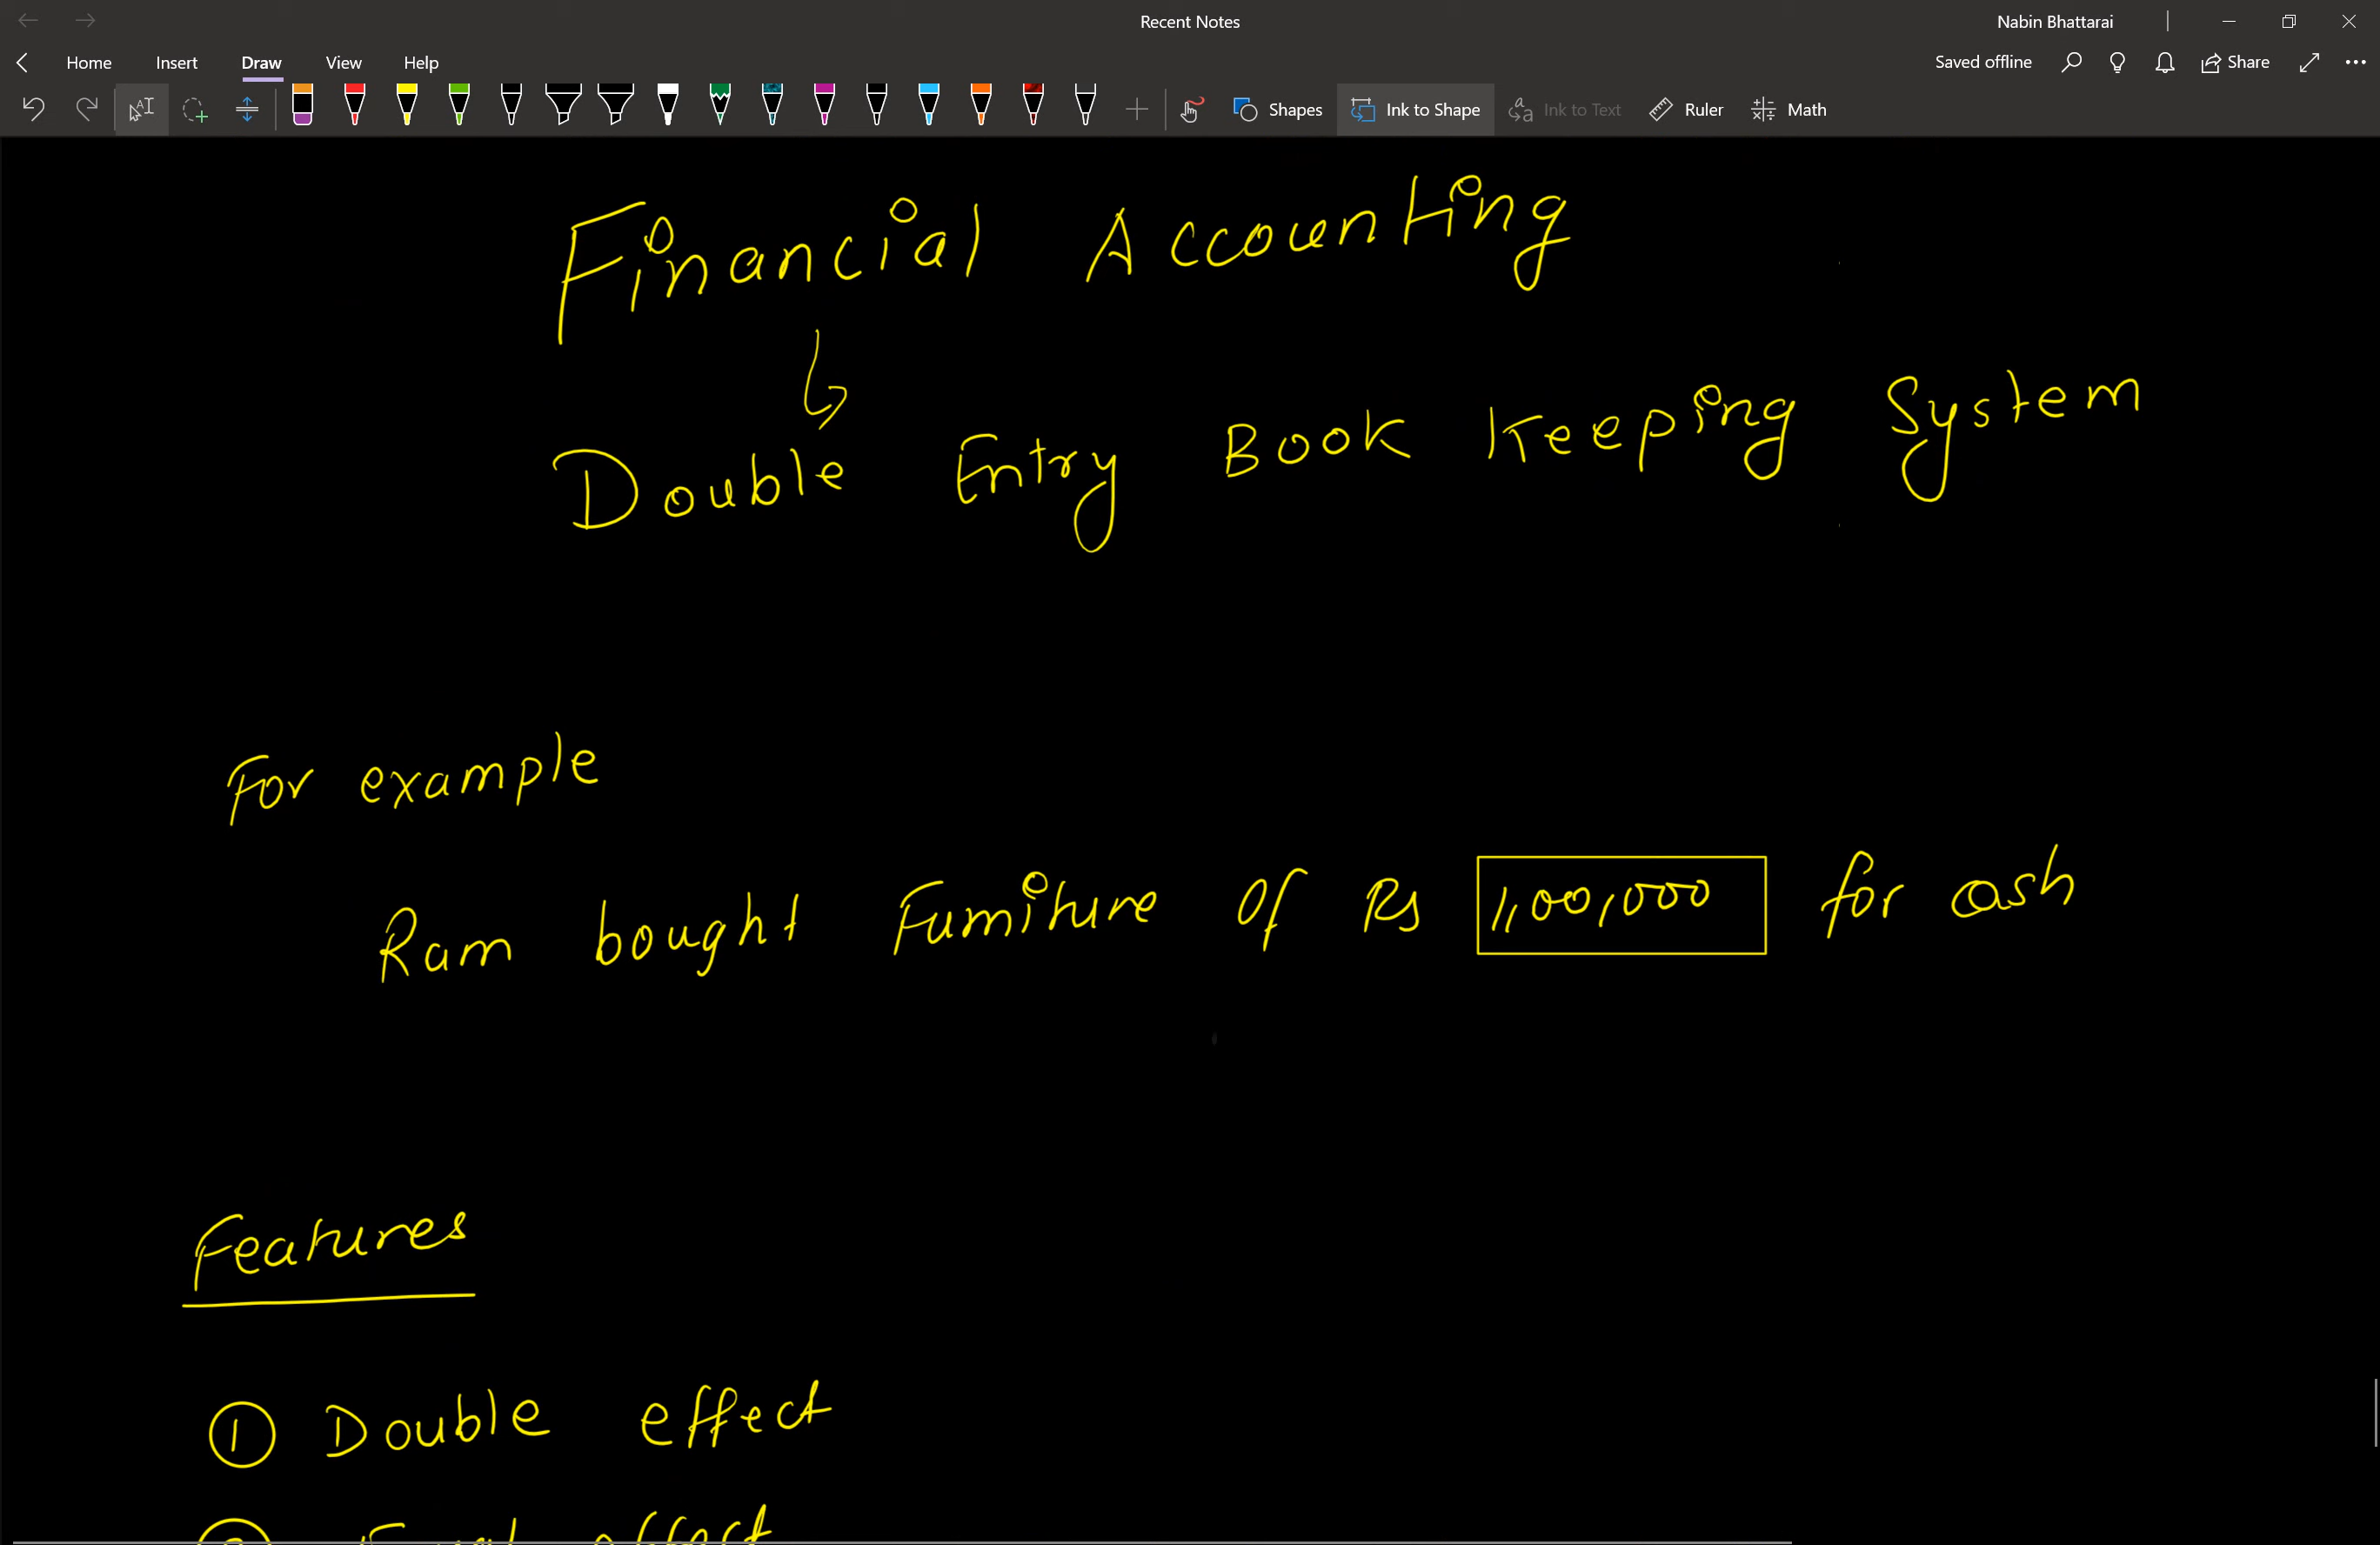 Recent Notes
Nabin Bhattarai
Home Insert Draw View Help
Saved offline Share
Shapes Ink to Shape Ink to Text Ruler Math
Financial Accounting
Double Entry Book Keeping System
For example
Ram bought Furniture of Rs 1,00,000 for cash
Features
① Double effect